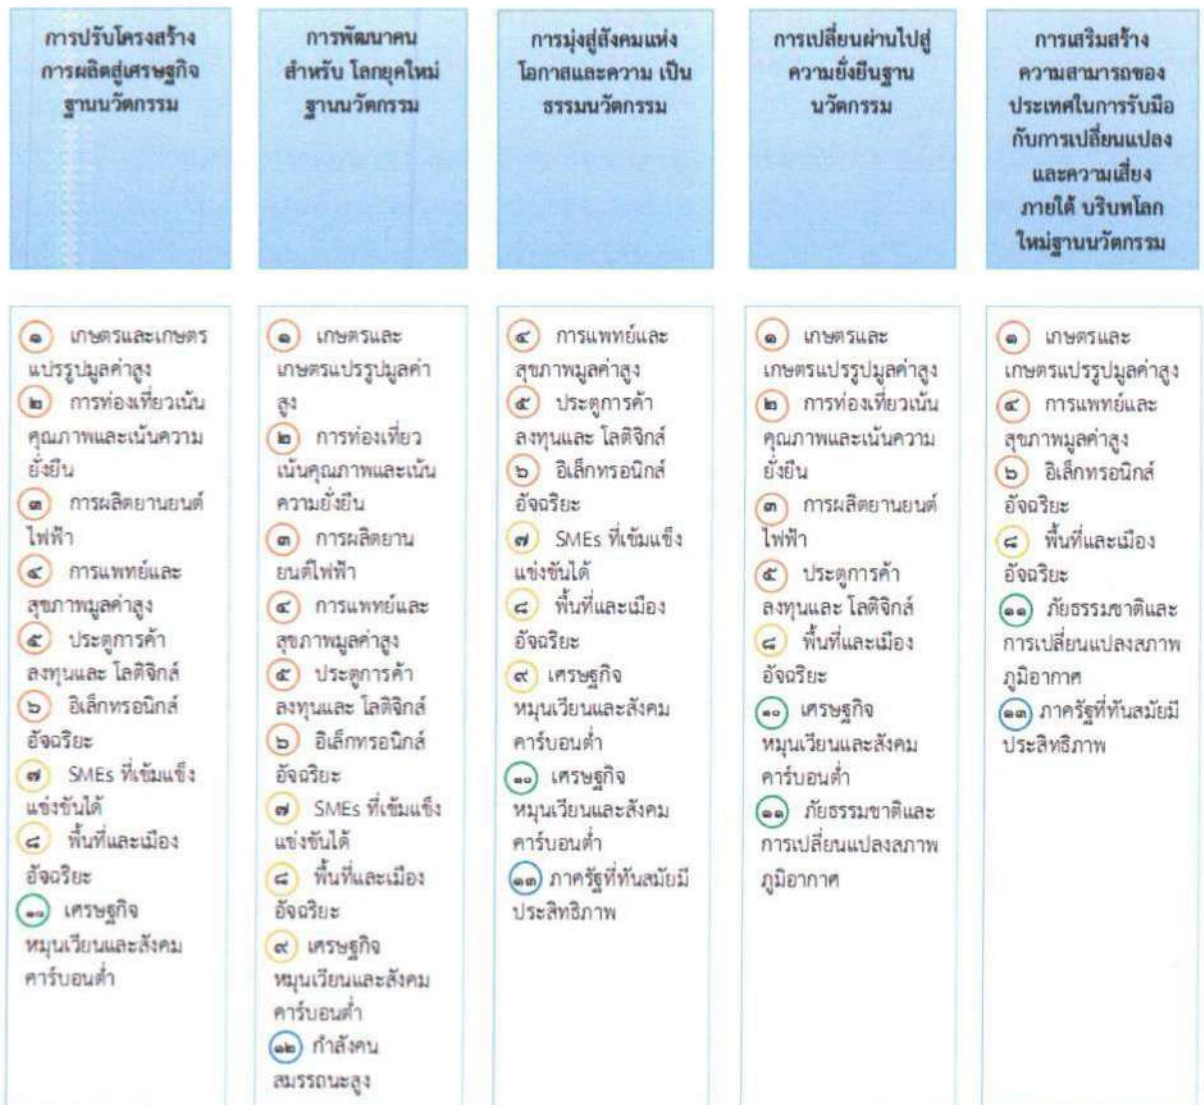 การปรับโครงสร้าง
การผลิตสู่เศรษฐกิจ
ฐานนวัตกรรม
การพัฒนาคน
สำหรับ โลกยุคใหม่
ฐานนวัตกรรม
การมุ่งสู่สังคมแห่ง
โอกาสและความ เป็น
ธรรมนวัตกรรม
การเปลี่ยนผ่านไปสู่
ความยั่งยืนฐาน
นวัตกรรม
การเสริมสร้าง
ความสามารถของ
ประเทศในการรับมือ
กับการเปลี่ยนแปลง
และความเสี่ยง
ภายใต้ บริบทโลก
ใหม่ฐานนวัตกรรม
๑ เกษตรและเกษตร
แปรรูปมูลค่าสูง
๒ การท่องเที่ยวเน้น
คุณภาพและเน้นความ
ยั่งยืน
๓ การผลิตยานยนต์
ไฟฟ้า
๔ การแพทย์และ
สุขภาพมูลค่าสูง
๕ ประตูการค้า
ลงทุนและ โลติจิกส์
๖ อิเล็กทรอนิกส์
อัจฉริยะ
๗ SMEs ที่เข้มแข็ง
แข่งขันได้
๘ พื้นที่และเมือง
อัจฉริยะ
๑๐ เศรษฐกิจ
หมุนเวียนและสังคม
คาร์บอนต่ำ
๑ เกษตรและ
เกษตรแปรรูปมูลค่า
สูง
๒ การท่องเที่ยว
เน้นคุณภาพและเน้น
ความยั่งยืน
๓ การผลิตยาน
ยนต์ไฟฟ้า
๔ การแพทย์และ
สุขภาพมูลค่าสูง
๕ ประตูการค้า
ลงทุนและ โลติจิกส์
๖ อิเล็กทรอนิกส์
อัจฉริยะ
๗ SMEs ที่เข้มแข็ง
แข่งขันได้
๘ พื้นที่และเมือง
อัจฉริยะ
๙ เศรษฐกิจ
หมุนเวียนและสังคม
คาร์บอนต่ำ
๑๒ กำลังคน
สมรรถนะสูง
๔ การแพทย์และ
สุขภาพมูลค่าสูง
๕ ประตูการค้า
ลงทุนและ โลติจิกส์
๖ อิเล็กทรอนิกส์
อัจฉริยะ
๗ SMEs ที่เข้มแข็ง
แข่งขันได้
๘ พื้นที่และเมือง
อัจฉริยะ
๙ เศรษฐกิจ
หมุนเวียนและสังคม
คาร์บอนต่ำ
๑๐ เศรษฐกิจ
หมุนเวียนและสังคม
คาร์บอนต่ำ
๑๓ ภาครัฐที่ทันสมัยมี
ประสิทธิภาพ
๑ เกษตรและ
เกษตรแปรรูปมูลค่าสูง
๒ การท่องเที่ยวเน้น
คุณภาพและเน้นความ
ยั่งยืน
๓ การผลิตยานยนต์
ไฟฟ้า
๕ ประตูการค้า
ลงทุนและ โลติจิกส์
๘ พื้นที่และเมือง
อัจฉริยะ
๑๐ เศรษฐกิจ
หมุนเวียนและสังคม
คาร์บอนต่ำ
๑๑ ภัยธรรมชาติและ
การเปลี่ยนแปลงสภาพ
ภูมิอากาศ
๑ เกษตรและ
เกษตรแปรรูปมูลค่าสูง
๔ การแพทย์และ
สุขภาพมูลค่าสูง
๖ อิเล็กทรอนิกส์
อัจฉริยะ
๘ พื้นที่และเมือง
อัจฉริยะ
๑๑ ภัยธรรมชาติและ
การเปลี่ยนแปลงสภาพ
ภูมิอากาศ
๑๓ ภาครัฐที่ทันสมัยมี
ประสิทธิภาพ